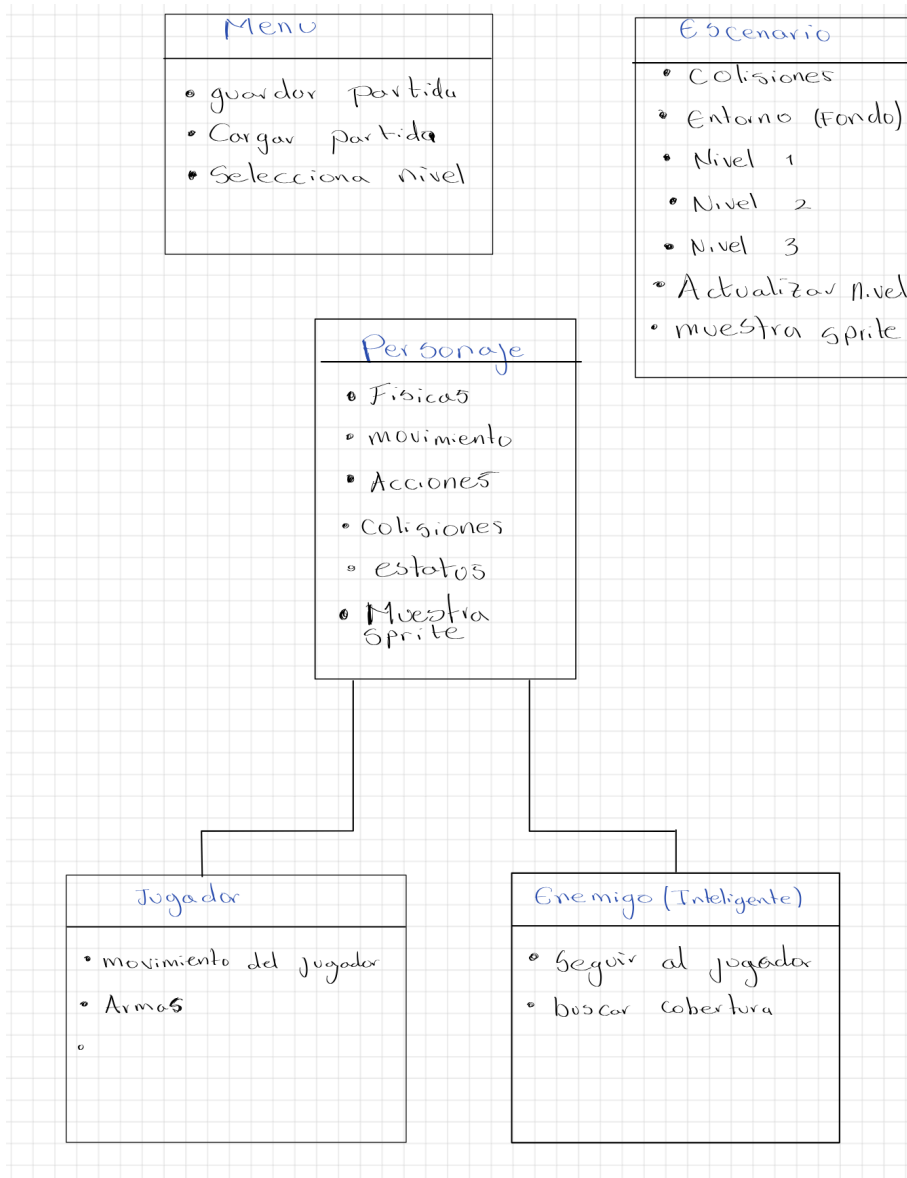 Menu
• guardar partida
• Cargar partida
• Selecciona nivel
Escenario
• Colisiones
• Entorno (Fondo)
• Nivel 1
• Nivel 2
• Nivel 3
• Actualizar nivel
• muestra sprite
Personaje
• Fisicas
• movimiento
• Acciones
• Colisiones
• estatus
• Muestra
sprite
Jugador
• movimiento del jugador
• Armas
•
Enemigo (Inteligente)
• Seguir al jugador
• buscar cobertura